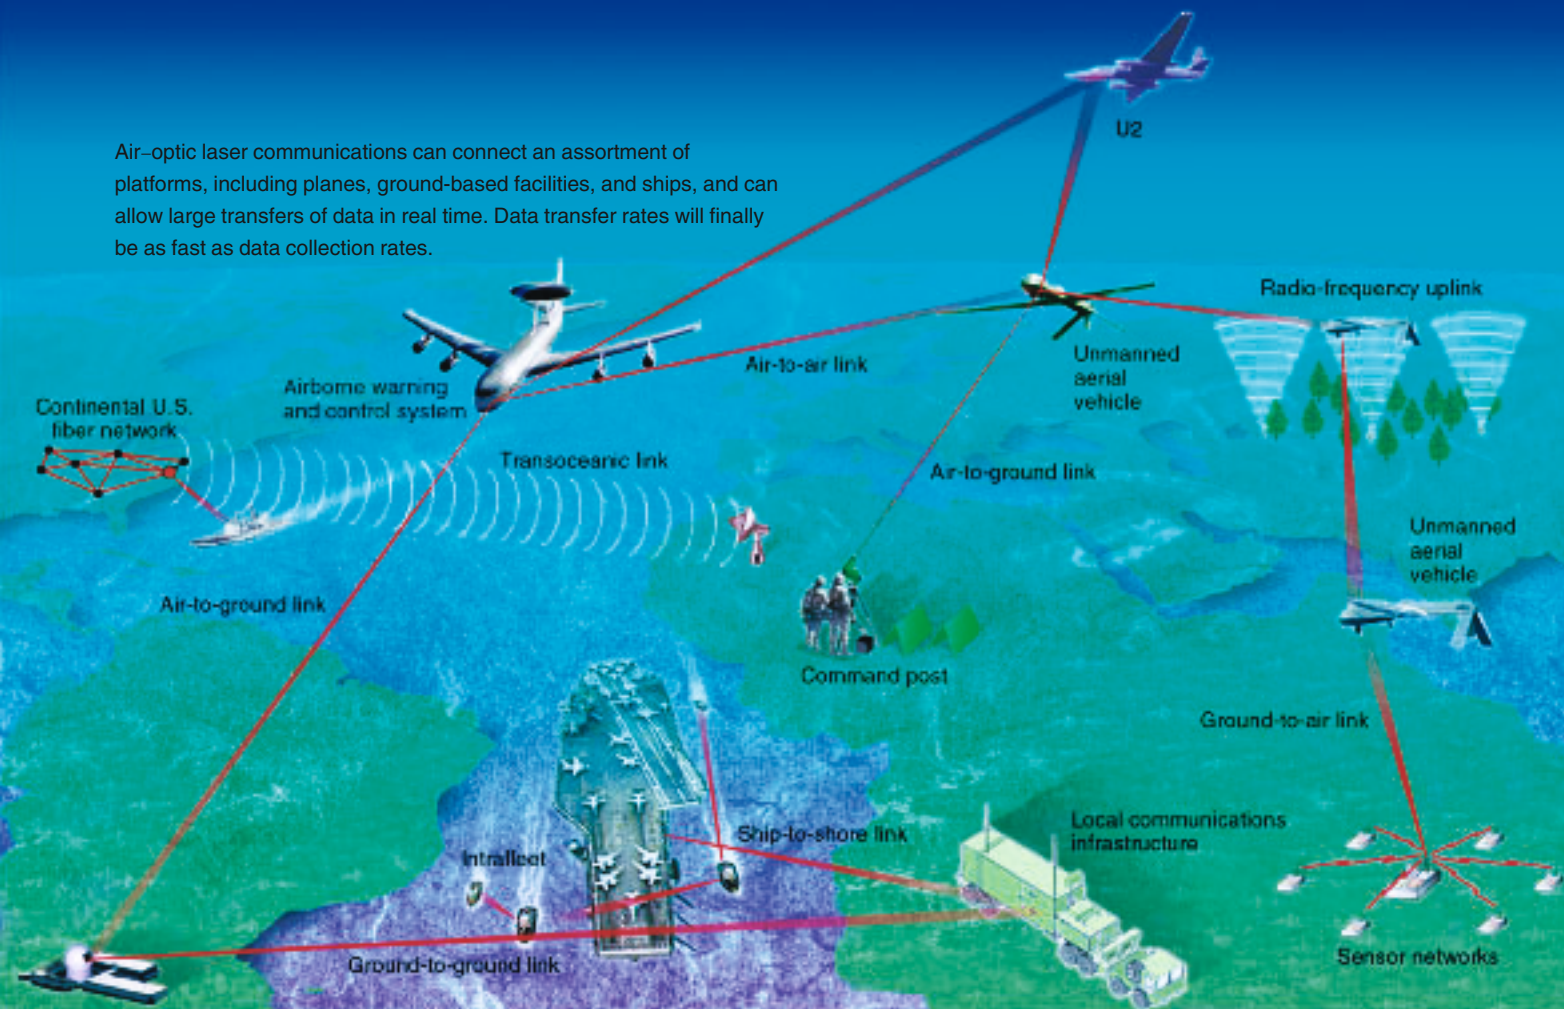 U2
Air–optic laser communications can connect an assortment of
platforms, including planes, ground-based facilities, and ships, and can
allow large transfers of data in real time. Data transfer rates will finally
be as fast as data collection rates.
Radio-frequency uplink
Unmanned
aerial
vehicle
Air-to-air link
Airborne warning
and control system
Continental U.S.
fiber network
Transoceanic link
Air-to-ground link
Unmanned
aerial
vehicle
Air-to-ground link
Command post
Ground-to-air link
Local communications
infrastructure
Ship-to-shore link
Intrafleet
Sensor networks
Ground-to-ground link